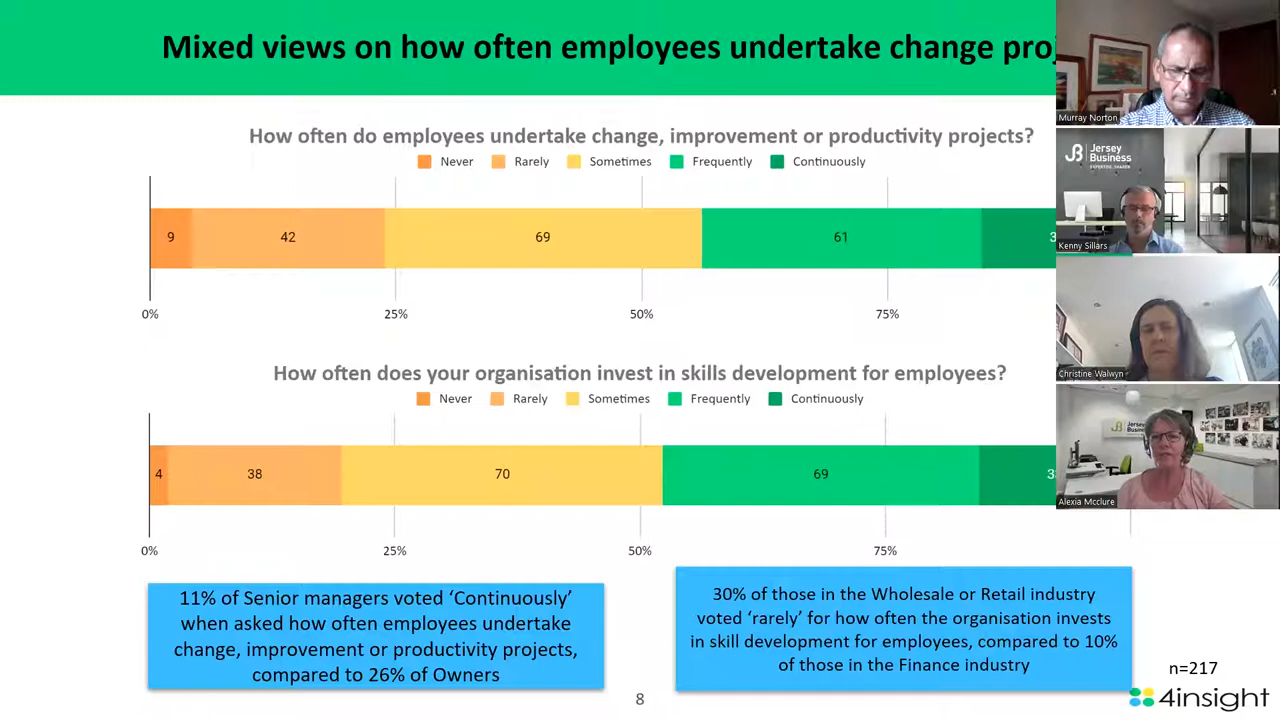 Mixed views on how often employees undertake change
How often do employees undertake change, improvement or productivity projects?
Never Rarely Sometimes Frequently Continuously
9 42 69 61
0% 25% 50% 75%
How often does your organisation invest in skills development for employees?
Never Rarely Sometimes Frequently Continuously
4 38 70 69
0% 25% 50% 75%
11% of Senior managers voted ‘Continuously’
when asked how often employees undertake
change, improvement or productivity projects,
compared to 26% of Owners
30% of those in the Wholesale or Retail industry
voted ‘rarely’ for how often the organisation invests
in skill development for employees, compared to 10%
of those in the Finance industry
n=217
8
4insight
Murray Norton
Jersey
Business
EXPERTISE. SHARED
Kenny Sillars
Christine Walwyn
Jersey
Alexia Mcclure